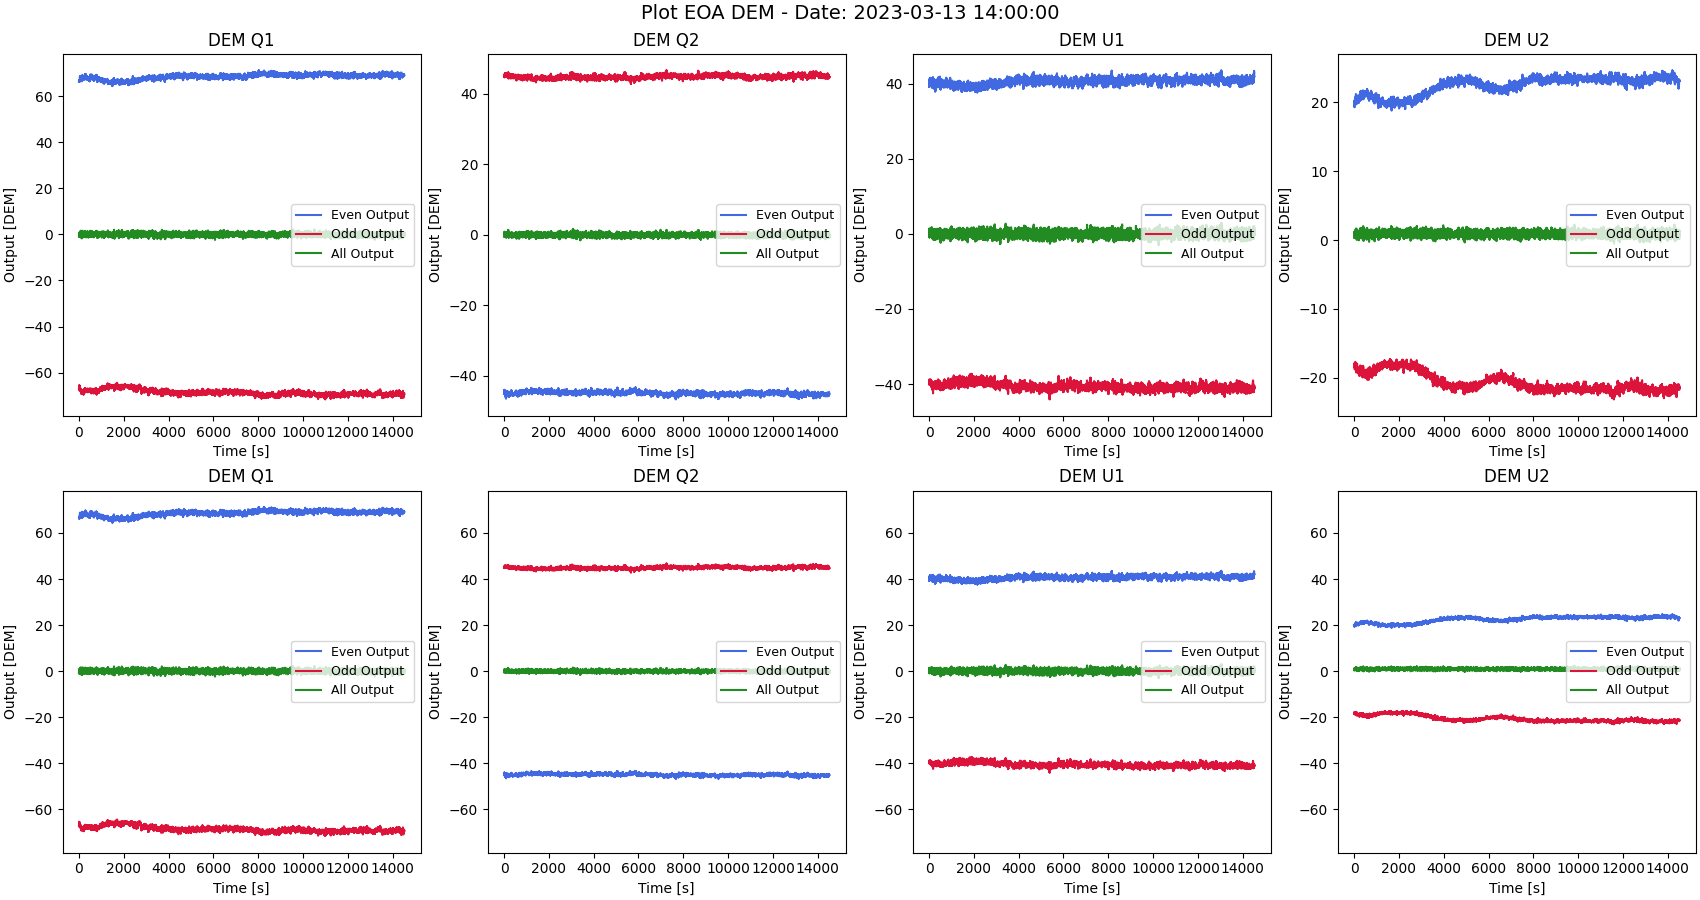 Plot EOA DEM - Date: 2023-03-13 14:00:00
DEM Q1
DEM Q2
DEM U1
DEM U2
Output [DEM]
60
40
20
0
−20
−40
−60
Even Output
Odd Output
All Output
0 2000 4000 6000 8000 10000 12000 14000
Time [s]
Output [DEM]
40
20
0
−20
−40
Even Output
Odd Output
All Output
0 2000 4000 6000 8000 10000 12000 14000
Time [s]
Output [DEM]
40
20
0
−20
−40
Even Output
Odd Output
All Output
0 2000 4000 6000 8000 10000 12000 14000
Time [s]
Output [DEM]
20
10
0
−10
−20
Even Output
Odd Output
All Output
0 2000 4000 6000 8000 10000 12000 14000
Time [s]
DEM Q1
DEM Q2
DEM U1
DEM U2
Output [DEM]
60
40
20
0
−20
−40
−60
Even Output
Odd Output
All Output
0 2000 4000 6000 8000 10000 12000 14000
Time [s]
Output [DEM]
60
40
20
0
−20
−40
−60
Even Output
Odd Output
All Output
0 2000 4000 6000 8000 10000 12000 14000
Time [s]
Output [DEM]
60
40
20
0
−20
−40
−60
Even Output
Odd Output
All Output
0 2000 4000 6000 8000 10000 12000 14000
Time [s]
Output [DEM]
60
40
20
0
−20
−40
−60
Even Output
Odd Output
All Output
0 2000 4000 6000 8000 10000 12000 14000
Time [s]